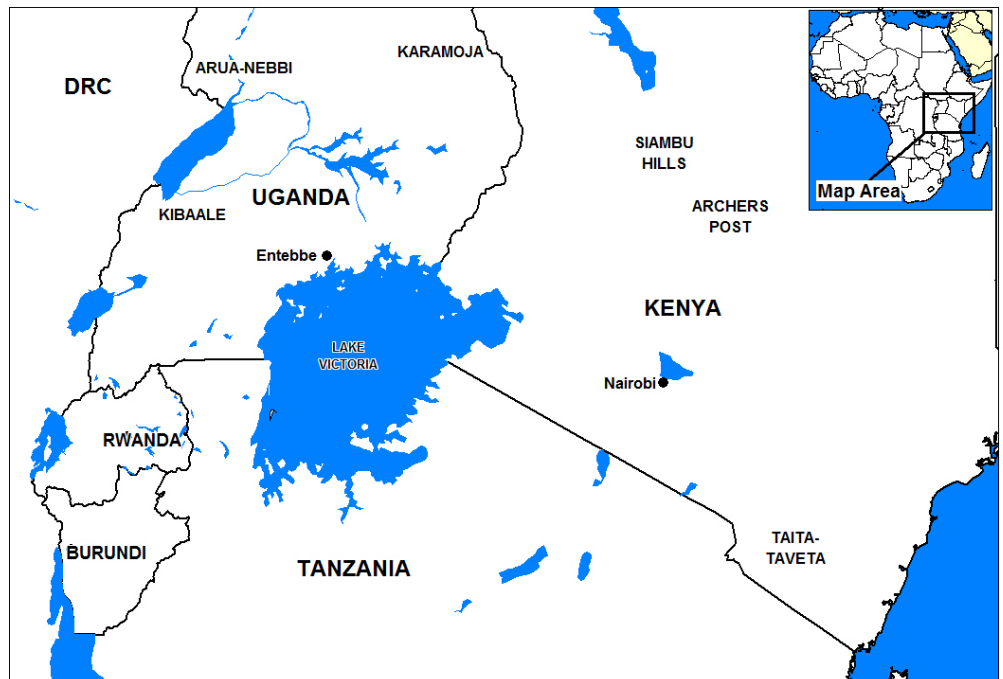 KARAMOJA
ARUA-NEBBI
DRC
SIAMBU
HILLS
Map Area
UGANDA
KIBAALE
ARCHERS
POST
Entebbe
KENYA
LAKE
VICTORIA
Nairobi
RWANDA
BURUNDI
TANZANIA
TAITA-
TAVETA